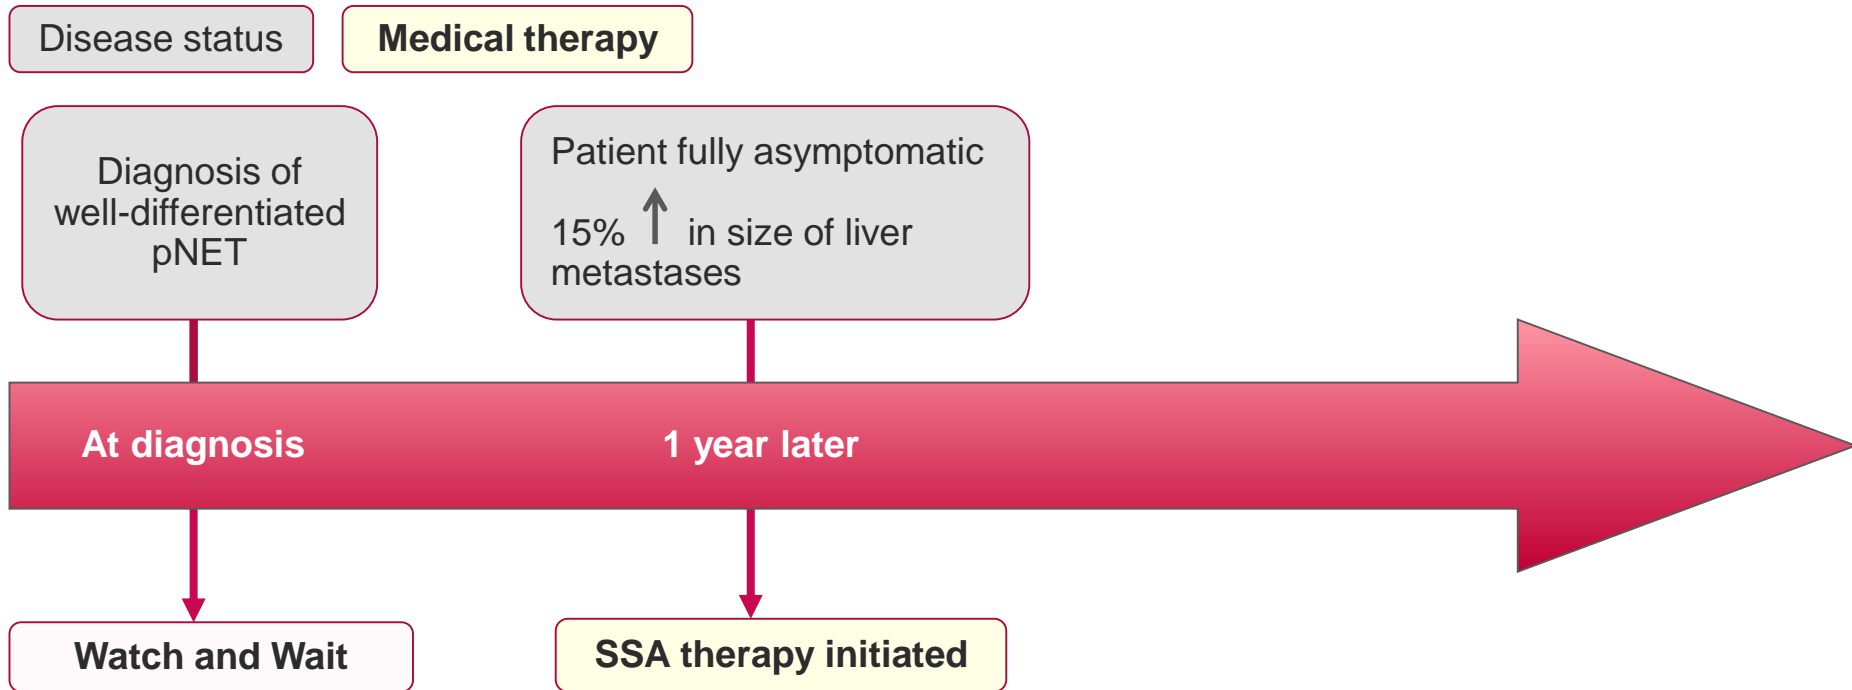 Disease status
Medical therapy
Diagnosis of
well-differentiated
pNET
Patient fully asymptomatic
15% ↑ in size of liver
metastases
At diagnosis
1 year later
Watch and Wait
SSA therapy initiated